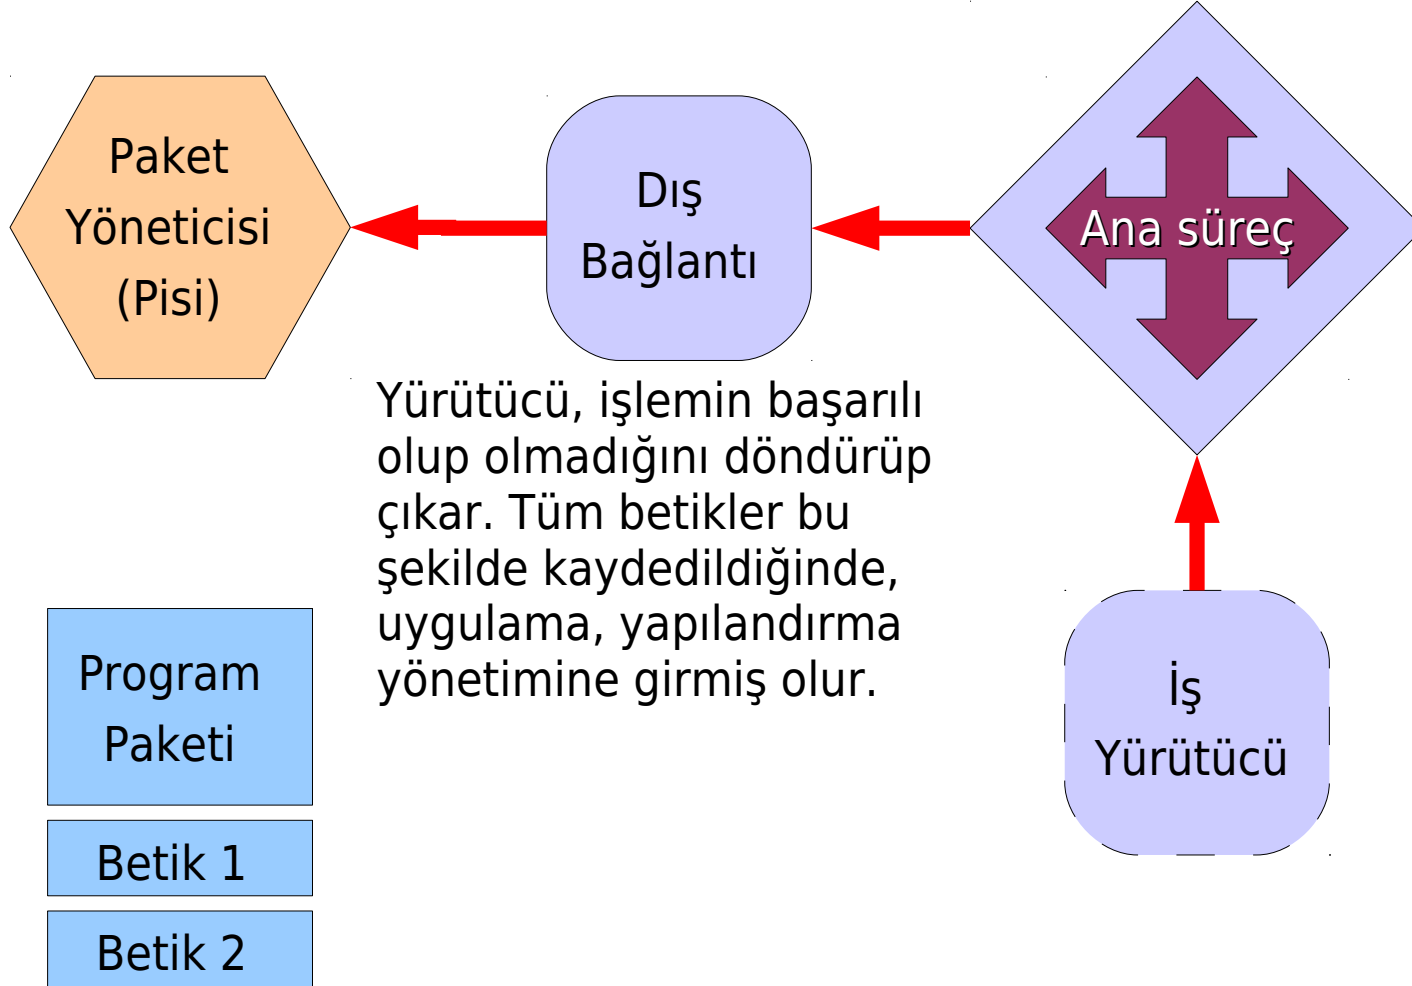 Paket
Yöneticisi
(Pisi)
Dış
Bağlantı
Ana süreç
Yürütücü, işlemin başarılı
olup olmadığını döndürüp
çıkar. Tüm betikler bu
şekilde kaydedildiğinde,
uygulama, yapılandırma
yönetimine girmiş olur.
Program
Paketi
İş
Yürütücü
Betik 1
Betik 2